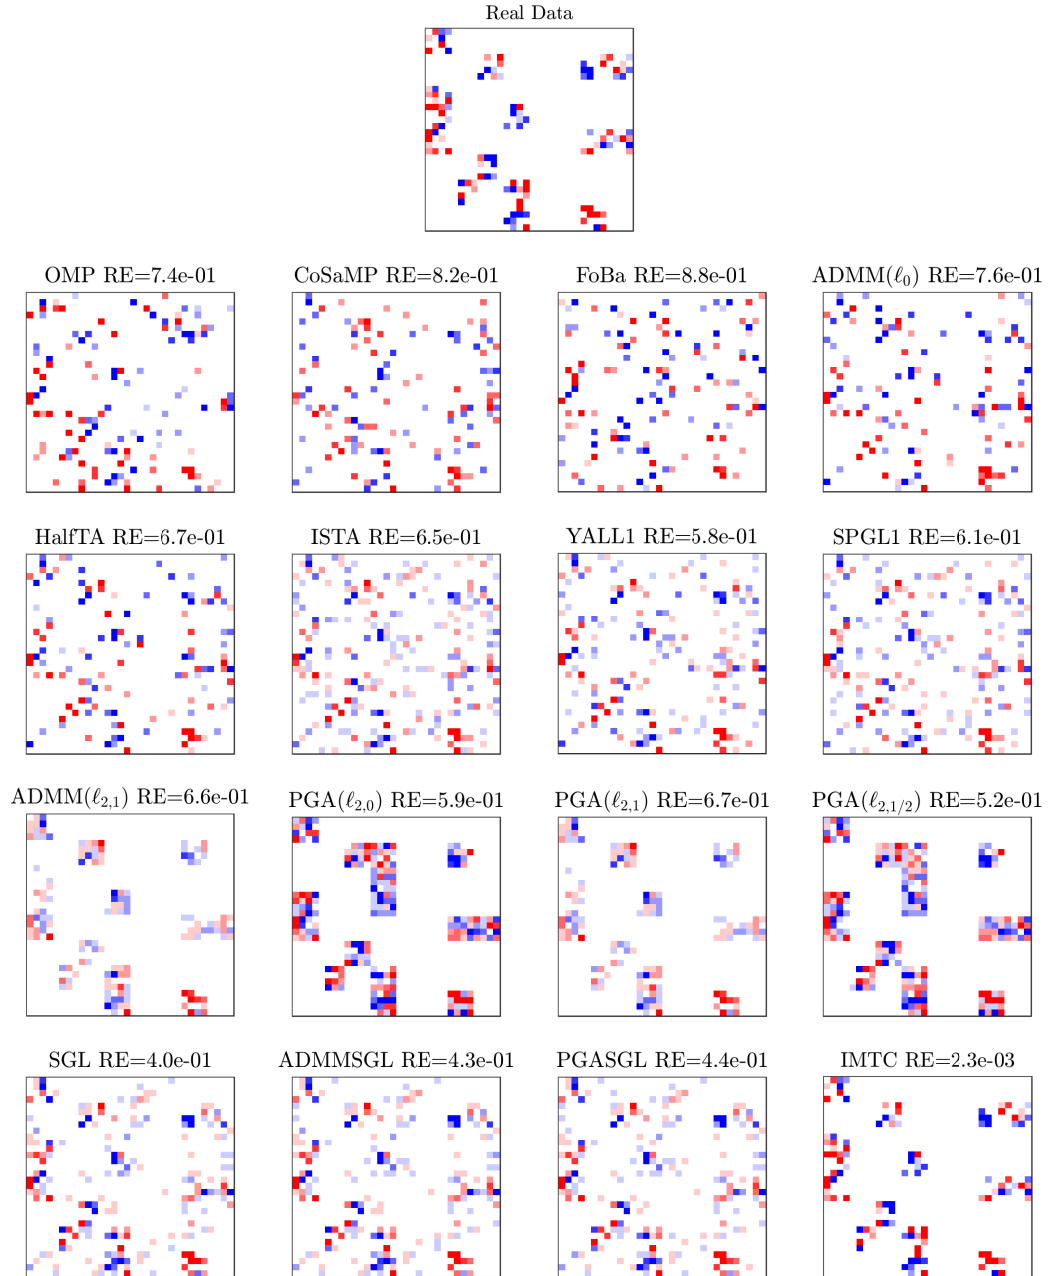 Real Data
OMP RE=7.4e-01
CoSaMP RE=8.2e-01
FoBa RE=8.8e-01
ADMM(ℓ₀) RE=7.6e-01
HalfTA RE=6.7e-01
ISTA RE=6.5e-01
YALL1 RE=5.8e-01
SPGL1 RE=6.1e-01
ADMM(ℓ₂,₁) RE=6.6e-01
PGA(ℓ₂,₀) RE=5.9e-01
PGA(ℓ₂,₁) RE=6.7e-01
PGA(ℓ₂,₁/₂) RE=5.2e-01
SGL RE=4.0e-01
ADMMSGL RE=4.3e-01
PGASGL RE=4.4e-01
IMTC RE=2.3e-03